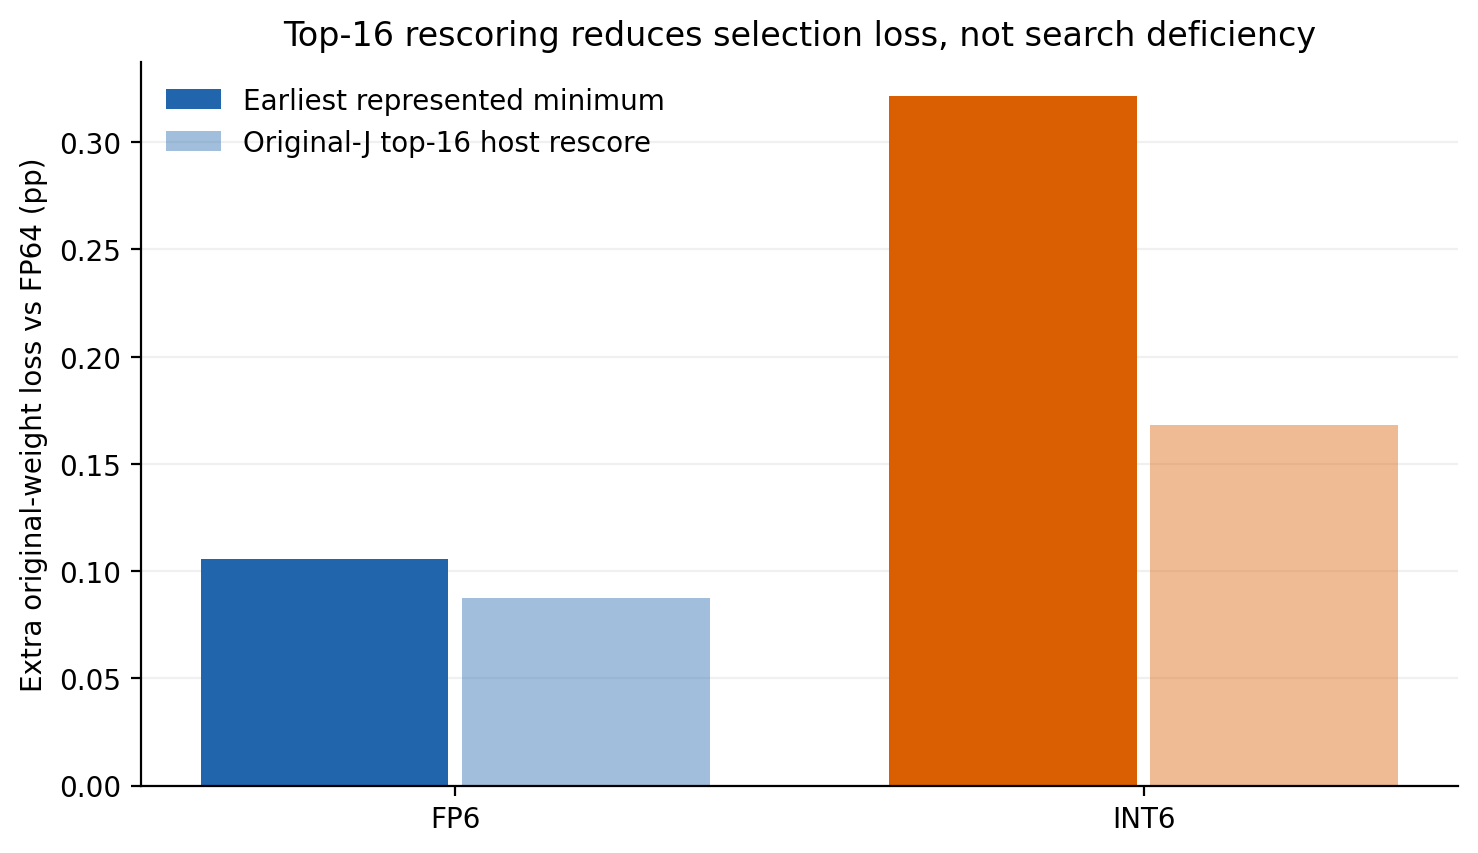 Top-16 rescoring reduces selection loss, not search deficiency
Earliest represented minimum
Original-J top-16 host rescore
Extra original-weight loss vs FP64 (pp)
0.30
0.25
0.20
0.15
0.10
0.05
0.00
FP6
INT6